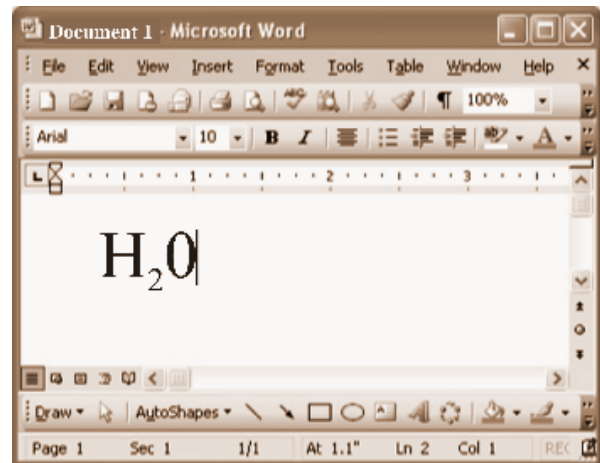 Document 1 - Microsoft Word
File Edit View Insert Format Tools Table Window Help
100%
Arial 10 B I A
1 2 3
H₂0
Draw AutoShapes
Page 1 Sec 1 1/1 At 1.1" Ln 2 Col 1 REC